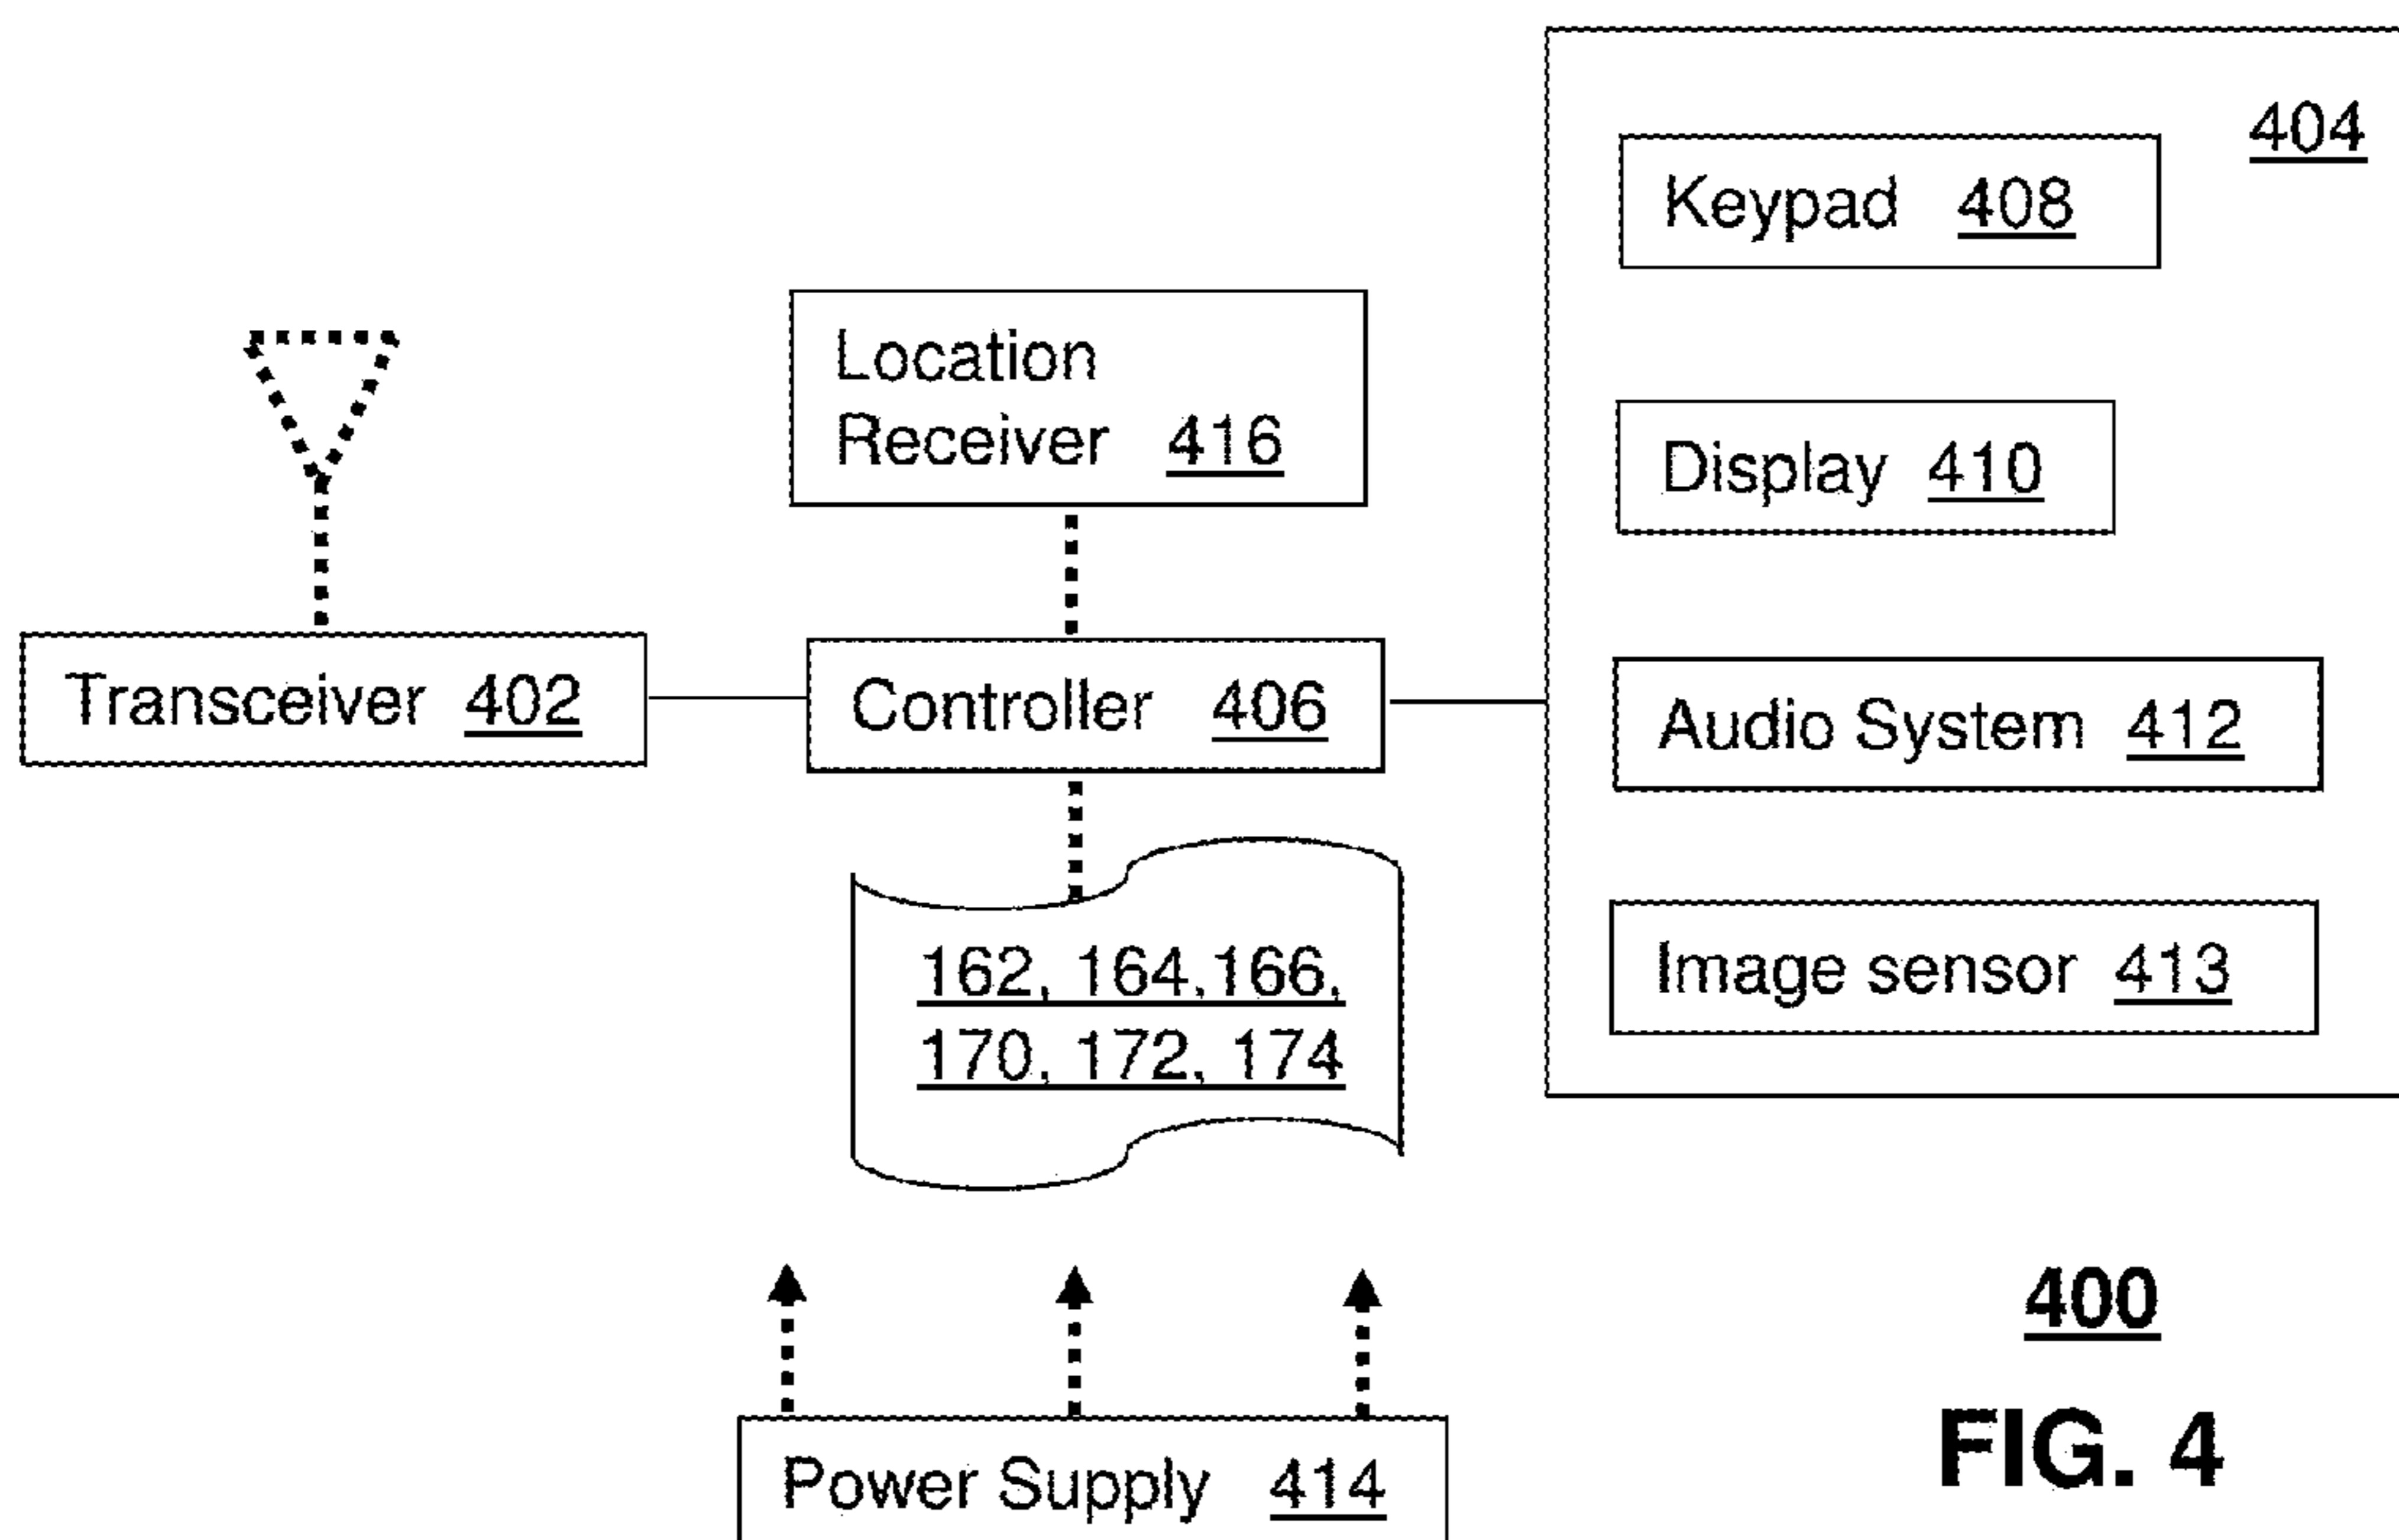 404
Keypad 408
Location
Receiver 416
Display 410
Transceiver 402
Controller 406
Audio System 412
162, 164,166,
170, 172, 174
Image sensor 413
400
FIG. 4
Power Supply 414